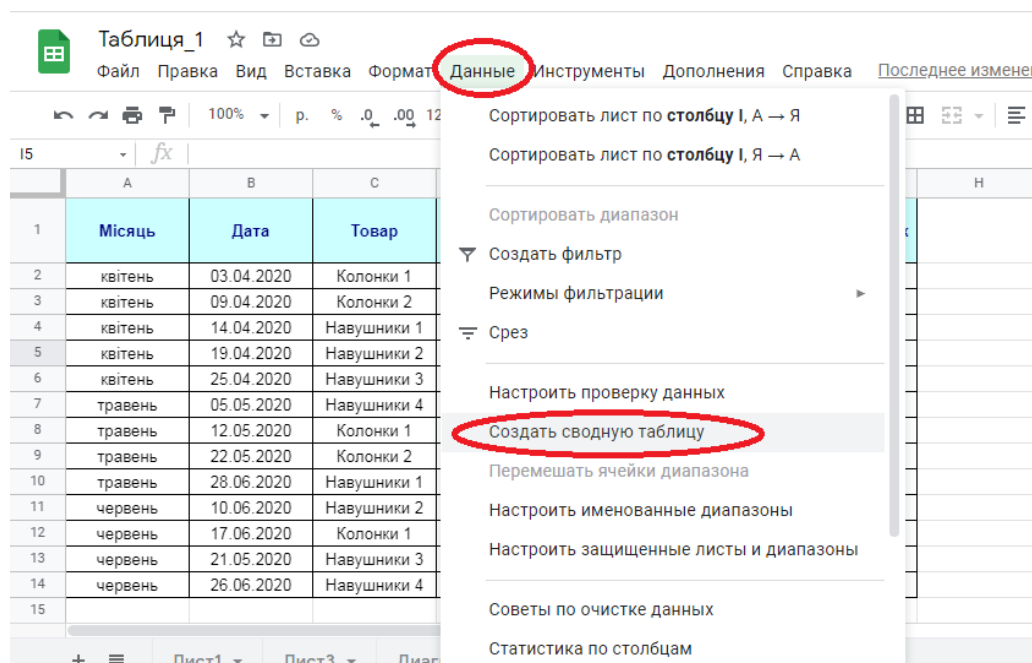 Таблиця_1
Файл Правка Вид Вставка Формат Данные Инструменты Дополнения Справка Последнее изменен
100% р. % .0 .00 12
I5 fx
A B C H
1 Місяць Дата Товар
2 квітень 03.04.2020 Колонки 1
3 квітень 09.04.2020 Колонки 2
4 квітень 14.04.2020 Навушники 1
5 квітень 19.04.2020 Навушники 2
6 квітень 25.04.2020 Навушники 3
7 травень 05.05.2020 Навушники 4
8 травень 12.05.2020 Колонки 1
9 травень 22.05.2020 Колонки 2
10 травень 28.06.2020 Навушники 1
11 червень 10.06.2020 Навушники 2
12 червень 17.06.2020 Колонки 1
13 червень 21.05.2020 Навушники 3
14 червень 26.06.2020 Навушники 4
15
Сортировать лист по столбцу I, А → Я
Сортировать лист по столбцу I, Я → А
Сортировать диапазон
Создать фильтр
Режимы фильтрации
Срез
Настроить проверку данных
Создать сводную таблицу
Перемешать ячейки диапазона
Настроить именованные диапазоны
Настроить защищенные листы и диапазоны
Советы по очистке данных
Статистика по столбцам
Лист1 Лист3 Диаг